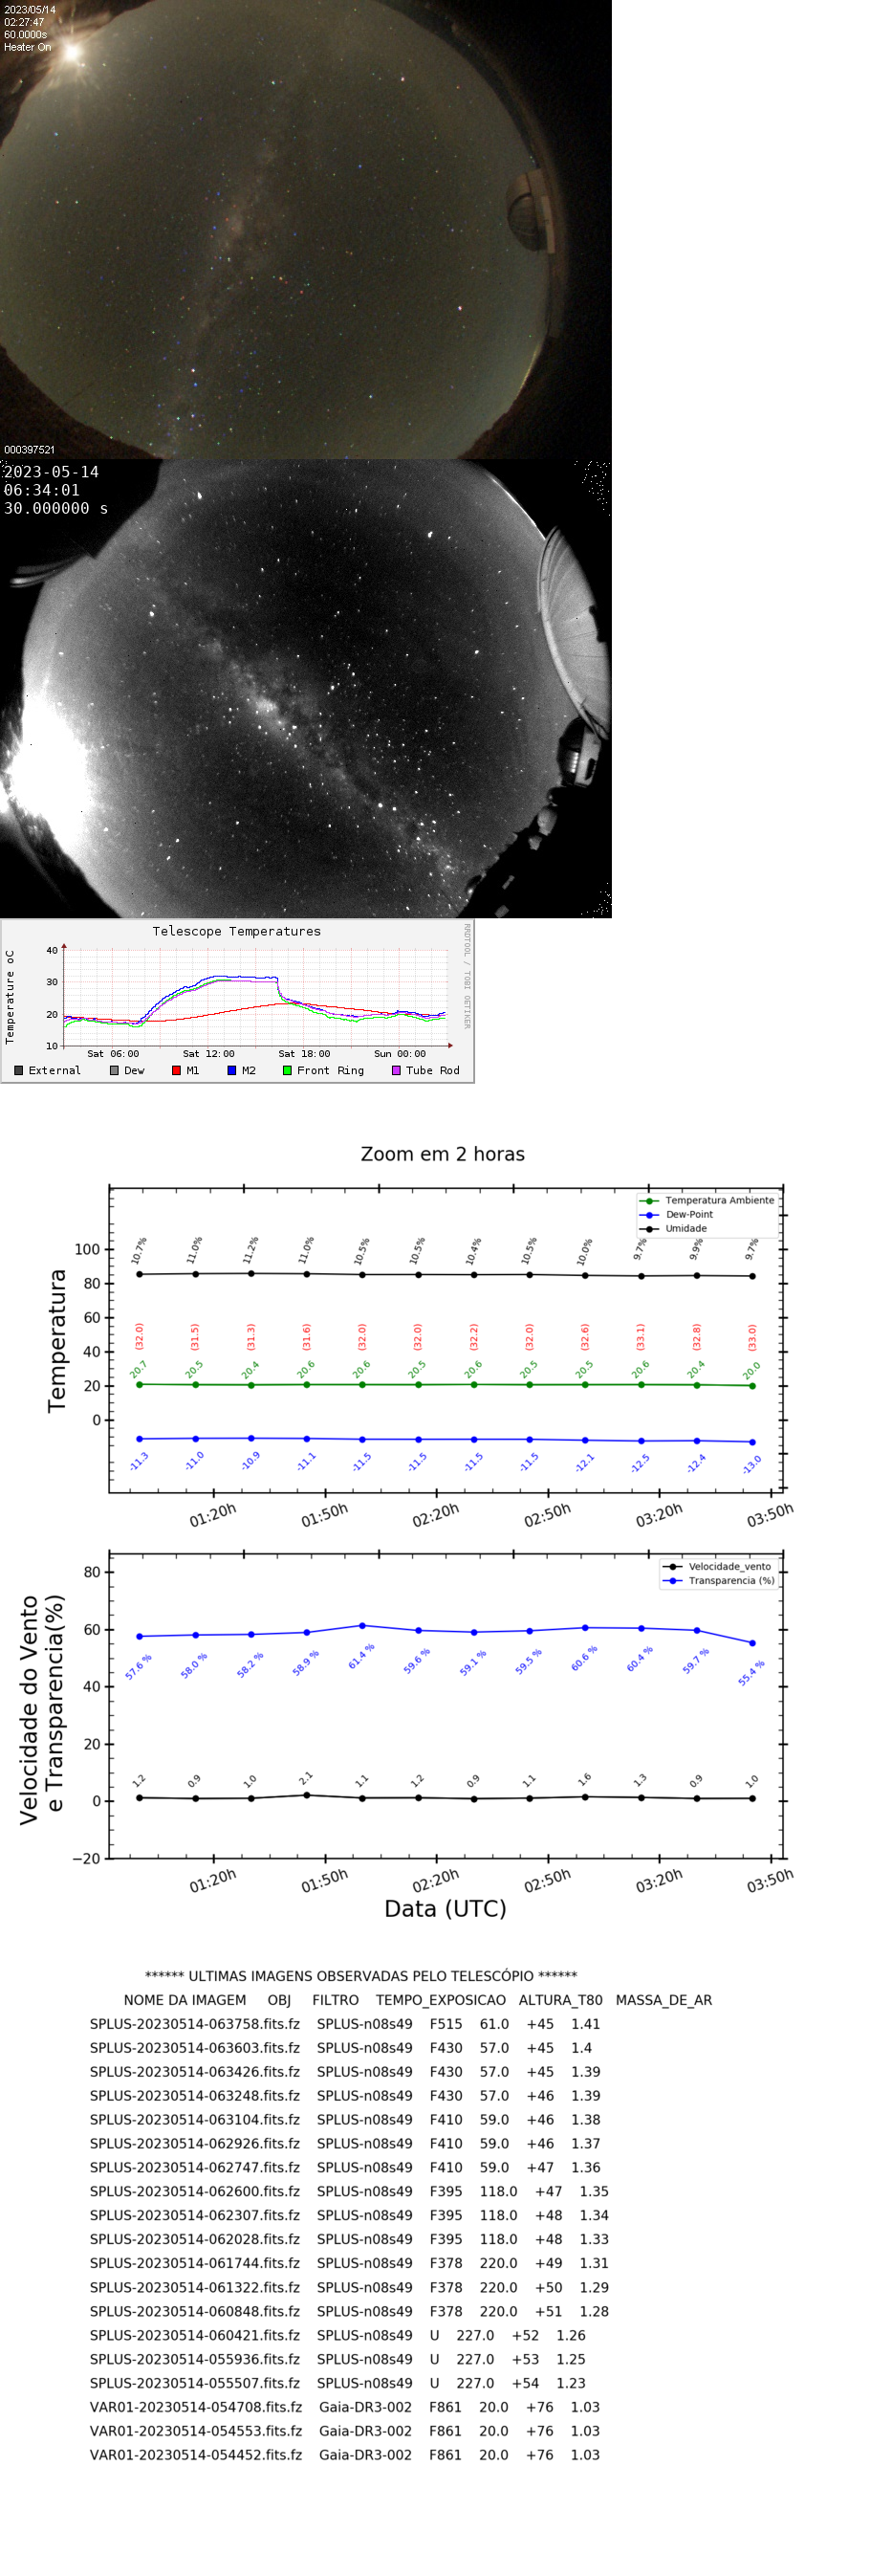 2023/05/14
02:27:47
60.0000s
Heater On
000397521
2023-05-14
06:34:01
30.000000 s
Telescope Temperatures
RRDTOOL / TOBI OETIKER
Temperature oC
40
30
20
10
Sat 06:00 Sat 12:00 Sat 18:00 Sun 00:00
External Dew M1 M2 Front Ring Tube Rod
Zoom em 2 horas
Temperatura Ambiente
Dew-Point
Umidade
Temperatura
100
80
60
40
20
0
10.7% 11.0% 11.2% 11.0% 10.5% 10.5% 10.4% 10.5% 10.0% 9.7% 9.9% 9.7%
(32.0) (31.5) (31.3) (31.6) (32.0) (32.0) (32.2) (32.0) (32.6) (33.1) (32.8) (33.0)
20.7 20.5 20.4 20.6 20.6 20.5 20.6 20.5 20.5 20.6 20.4 20.0
-11.3 -11.0 -10.9 -11.1 -11.5 -11.5 -11.5 -11.5 -12.1 -12.5 -12.4 -13.0
01:20h 01:50h 02:20h 02:50h 03:20h 03:50h
Velocidade_vento
Transparencia (%)
Velocidade do Vento
e Transparencia(%)
80
60
40
20
0
−20
57.6 % 58.0 % 58.2 % 58.9 % 61.4 % 59.6 % 59.1 % 59.5 % 60.6 % 60.4 % 59.7 % 55.4 %
1.2 0.9 1.0 2.1 1.1 1.2 0.9 1.1 1.6 1.3 0.9 1.0
01:20h 01:50h 02:20h 02:50h 03:20h 03:50h
Data (UTC)
****** ULTIMAS IMAGENS OBSERVADAS PELO TELESCÓPIO ******
NOME DA IMAGEM OBJ FILTRO TEMPO_EXPOSICAO ALTURA_T80 MASSA_DE_AR
SPLUS-20230514-063758.fits.fz SPLUS-n08s49 F515 61.0 +45 1.41
SPLUS-20230514-063603.fits.fz SPLUS-n08s49 F430 57.0 +45 1.4
SPLUS-20230514-063426.fits.fz SPLUS-n08s49 F430 57.0 +45 1.39
SPLUS-20230514-063248.fits.fz SPLUS-n08s49 F430 57.0 +46 1.39
SPLUS-20230514-063104.fits.fz SPLUS-n08s49 F410 59.0 +46 1.38
SPLUS-20230514-062926.fits.fz SPLUS-n08s49 F410 59.0 +46 1.37
SPLUS-20230514-062747.fits.fz SPLUS-n08s49 F410 59.0 +47 1.36
SPLUS-20230514-062600.fits.fz SPLUS-n08s49 F395 118.0 +47 1.35
SPLUS-20230514-062307.fits.fz SPLUS-n08s49 F395 118.0 +48 1.34
SPLUS-20230514-062028.fits.fz SPLUS-n08s49 F395 118.0 +48 1.33
SPLUS-20230514-061744.fits.fz SPLUS-n08s49 F378 220.0 +49 1.31
SPLUS-20230514-061322.fits.fz SPLUS-n08s49 F378 220.0 +50 1.29
SPLUS-20230514-060848.fits.fz SPLUS-n08s49 F378 220.0 +51 1.28
SPLUS-20230514-060421.fits.fz SPLUS-n08s49 U 227.0 +52 1.26
SPLUS-20230514-055936.fits.fz SPLUS-n08s49 U 227.0 +53 1.25
SPLUS-20230514-055507.fits.fz SPLUS-n08s49 U 227.0 +54 1.23
VAR01-20230514-054708.fits.fz Gaia-DR3-002 F861 20.0 +76 1.03
VAR01-20230514-054553.fits.fz Gaia-DR3-002 F861 20.0 +76 1.03
VAR01-20230514-054452.fits.fz Gaia-DR3-002 F861 20.0 +76 1.03